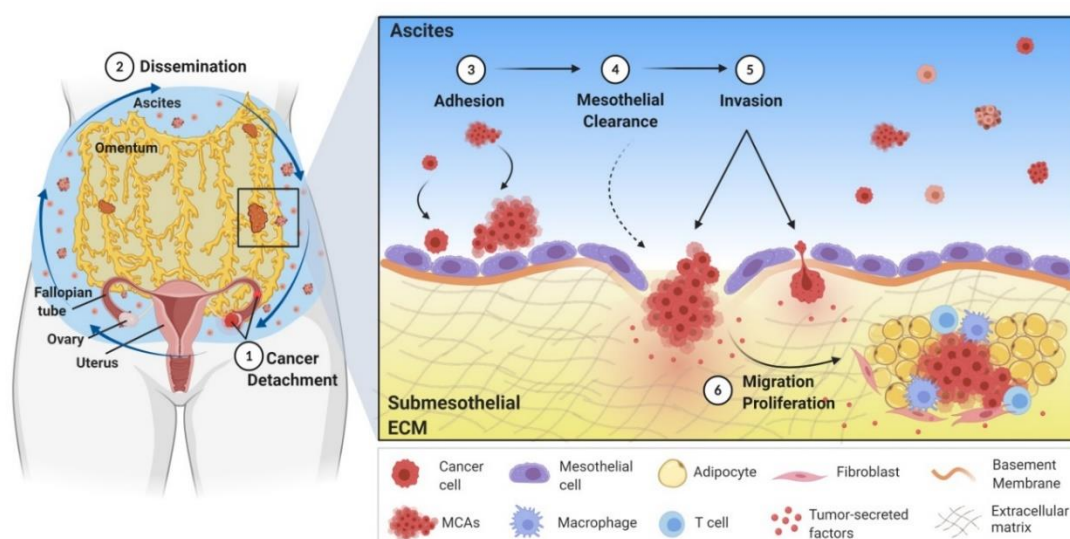 2 Dissemination
Ascites
Omentum
Fallopian
tube
Ovary
Uterus
1 Cancer
Detachment
Ascites
3
Adhesion
4
Mesothelial
Clearance
5
Invasion
6 Migration
Proliferation
Submesothelial
ECM
Cancer
cell
Mesothelial
cell
Adipocyte
Fibroblast
Basement
Membrane
MCAs
Macrophage
T cell
Tumor-secreted
factors
Extracellular
matrix